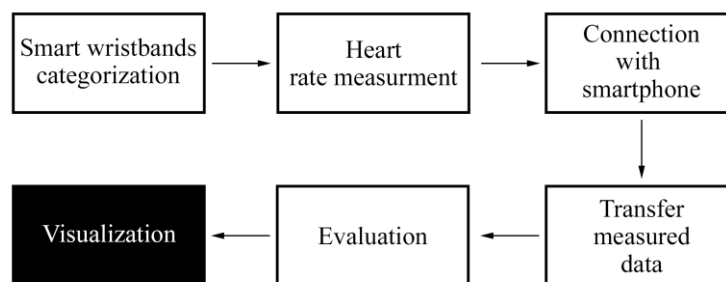 Smart wristbands
categorization
Heart
rate measurment
Connection
with
smartphone
Visualization
Evaluation
Transfer
measured
data